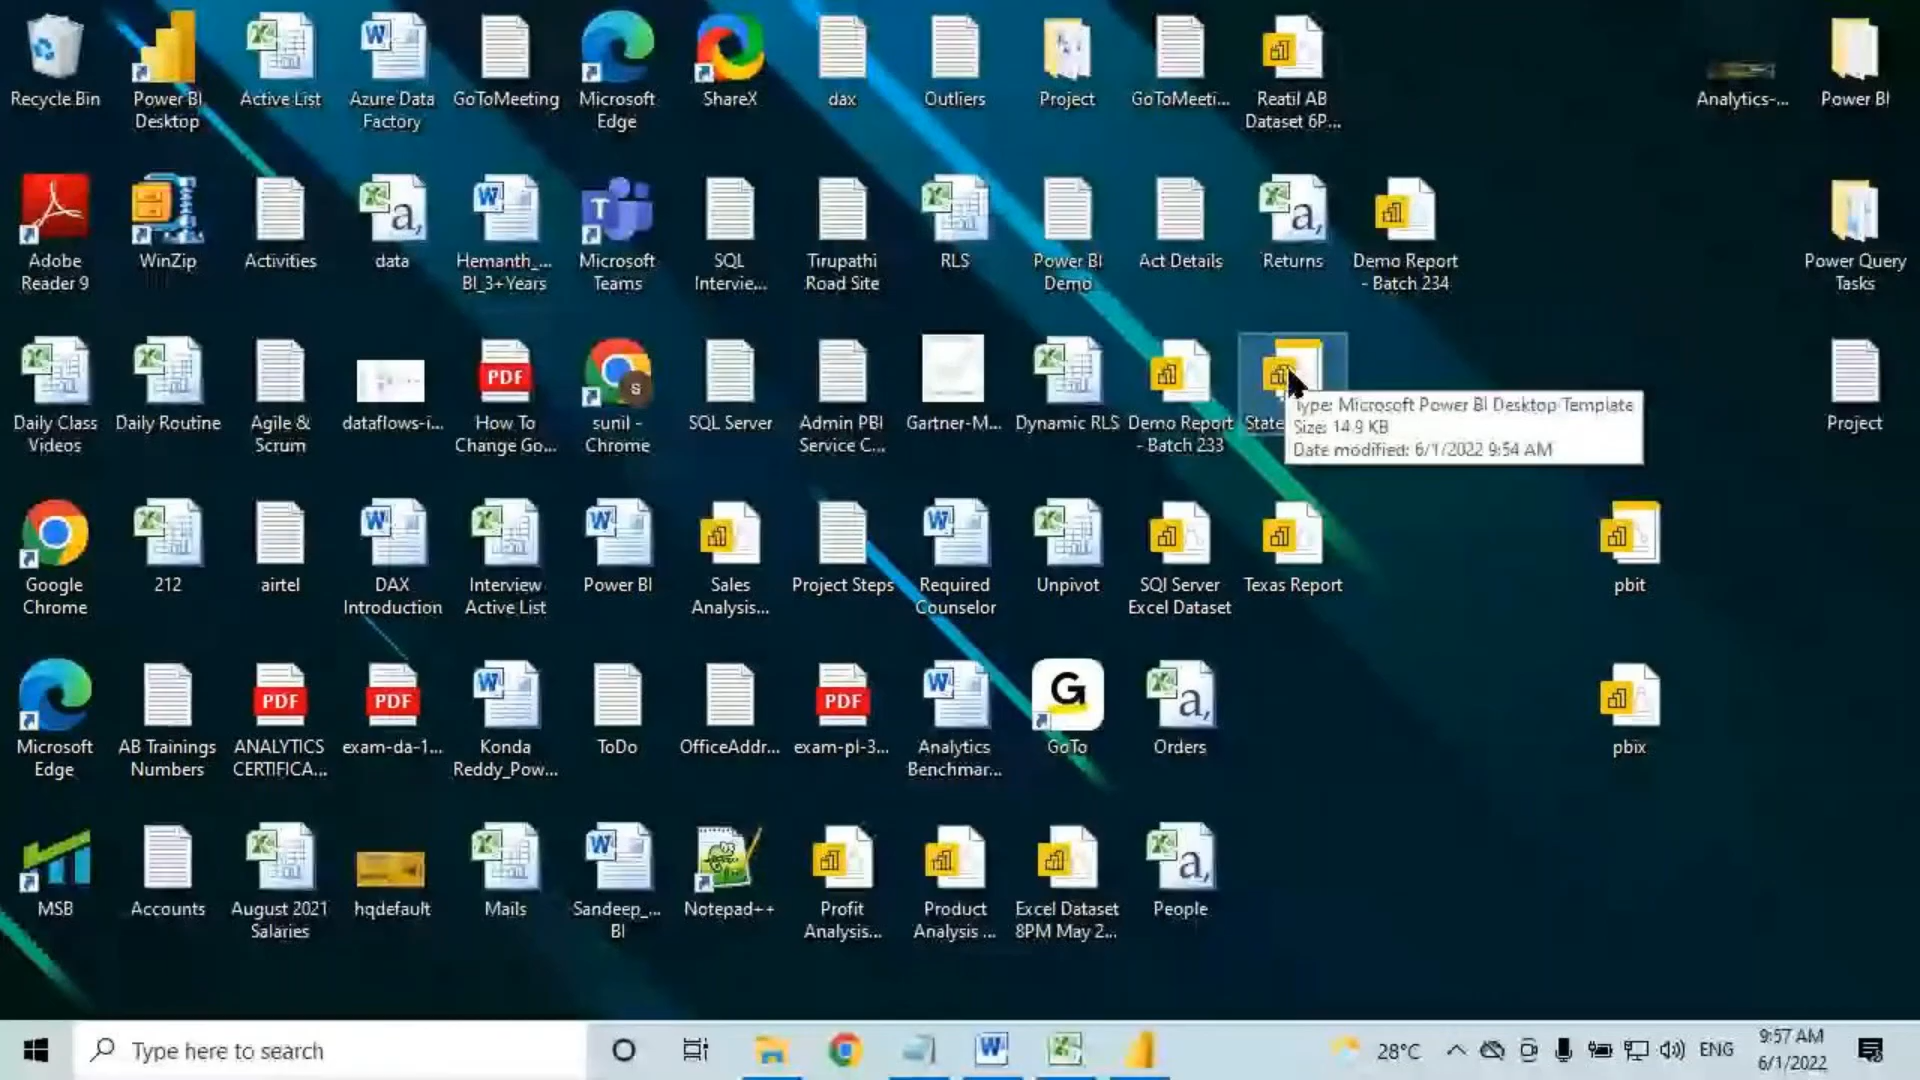 Recycle Bin
Power BI
Desktop
Active List
Azure Data
Factory
GoToMeeting
Microsoft
Edge
ShareX
dax
Outliers
Project
GoToMeeti...
Reatil AB
Dataset 6P...
Analytics-...
Power BI
Adobe
Reader 9
WinZip
Activities
data
Hemanth_...
BI_3+Years
Microsoft
Teams
SQL
Intervie...
Tirupathi
Road Site
RLS
Power BI
Demo
Act Details
Returns
Demo Report
- Batch 234
Power Query
Tasks
Daily Class
Videos
Daily Routine
Agile &
Scrum
dataflows-i...
PDF
How To
Change Go...
sunil -
Chrome
SQL Server
Admin PBI
Service C...
Gartner-M...
Dynamic RLS
Demo Report
- Batch 233
State
Type: Microsoft Power BI Desktop Template
Size: 14.9 KB
Date modified: 6/1/2022 9:54 AM
Project
Google
Chrome
212
airtel
DAX
Introduction
Interview
Active List
Power BI
Sales
Analysis...
Project Steps
Required
Counselor
Unpivot
SQl Server
Excel Dataset
Texas Report
pbit
Microsoft
Edge
AB Trainings
Numbers
PDF
ANALYTICS
CERTIFICA...
PDF
exam-da-1...
Konda
Reddy_Pow...
ToDo
OfficeAddr...
PDF
exam-pl-3...
Analytics
Benchmar...
G
GoTo
Orders
pbix
MSB
Accounts
August 2021
Salaries
hqdefault
Mails
Sandeep_...
BI
Notepad++
Profit
Analysis...
Product
Analysis ...
Excel Dataset
8PM May 2...
People
Type here to search
28°C
ENG
9:57 AM
6/1/2022